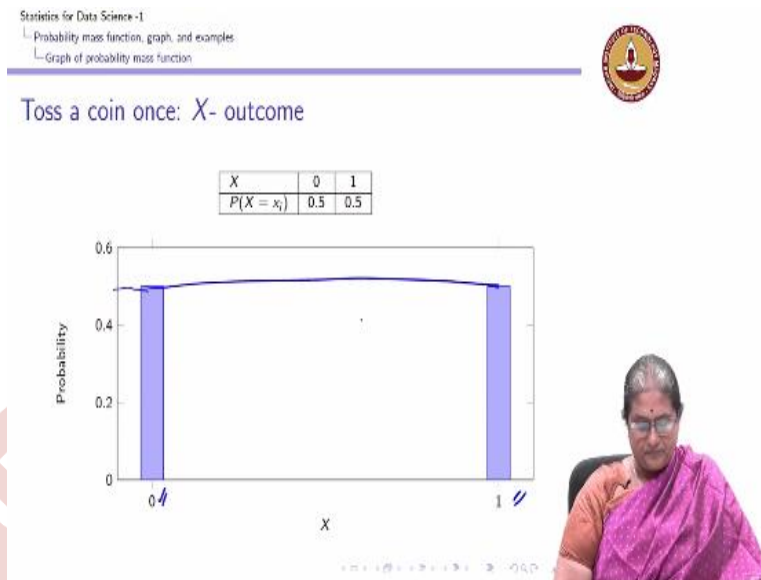 Statistics for Data Science -1
Probability mass function, graph, and examples
Graph of probability mass function
Toss a coin once: X- outcome
X 0 1
P(X = xᵢ) 0.5 0.5
0.6
0.4
0.2
0
Probability
0 1
X